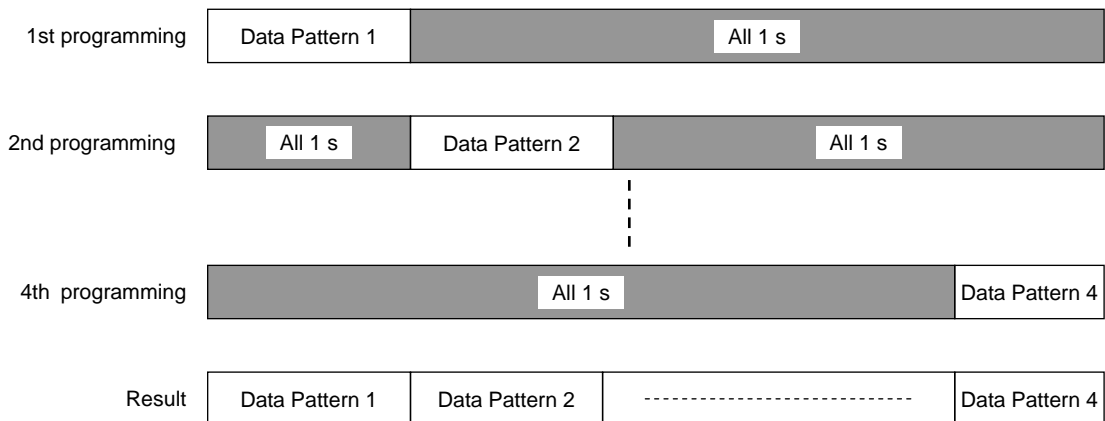 1st programming Data Pattern 1 All 1 s
2nd programming All 1 s Data Pattern 2 All 1 s
4th programming All 1 s Data Pattern 4
Result Data Pattern 1 Data Pattern 2 Data Pattern 4